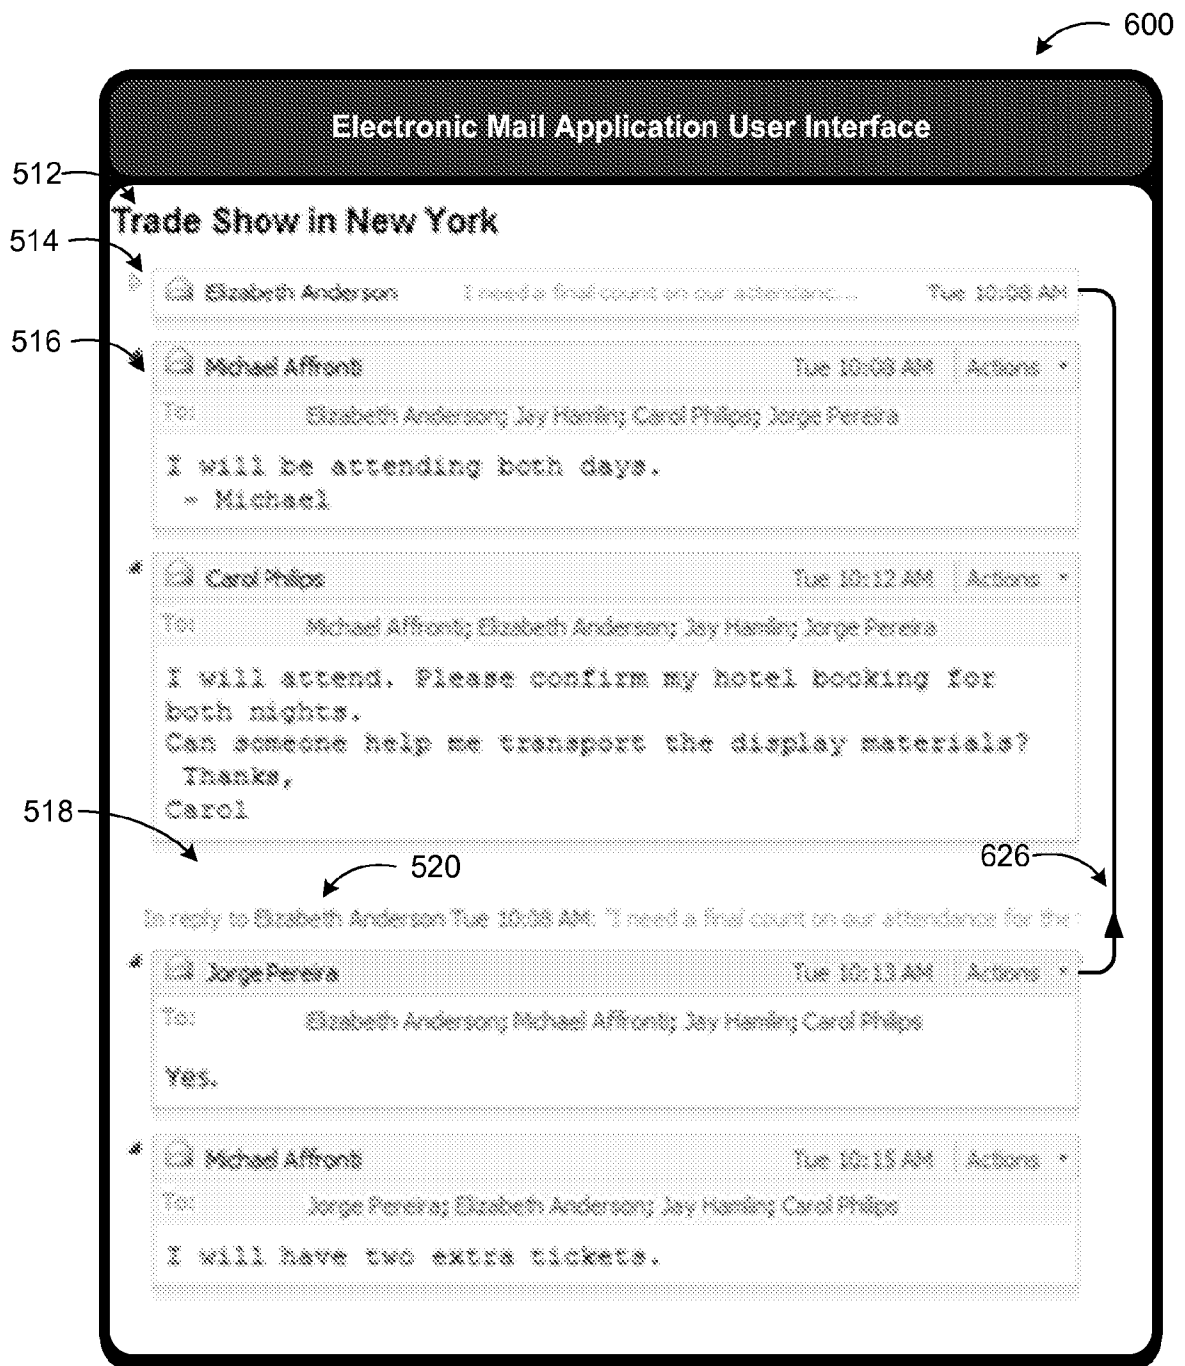 600
Electronic Mail Application User Interface
512
Trade Show in New York
514
Elizabeth Anderson I need a final count on our attendanc... Tue 10:08 AM
516
Michael Affronti Tue 10:09 AM Actions
To: Elizabeth Anderson; Jay Hamlin; Carol Philips; Jorge Pereira
I will be attending both days.
- Michael
Carol Philips Tue 10:12 AM Actions
To: Michael Affronti; Elizabeth Anderson; Jay Hamlin; Jorge Pereira
I will attend. Please confirm my hotel booking for
both nights.
Can someone help me transport the display materials?
Thanks,
Carol
518
520
626
In reply to Elizabeth Anderson Tue 10:08 AM: "I need a final count on our attendance for the
Jorge Pereira Tue 10:13 AM Actions
To: Elizabeth Anderson; Michael Affronti; Jay Hamlin; Carol Philips
Yes.
Michael Affronti Tue 10:15 AM Actions
To: Jorge Pereira; Elizabeth Anderson; Jay Hamlin; Carol Philips
I will have two extra tickets.